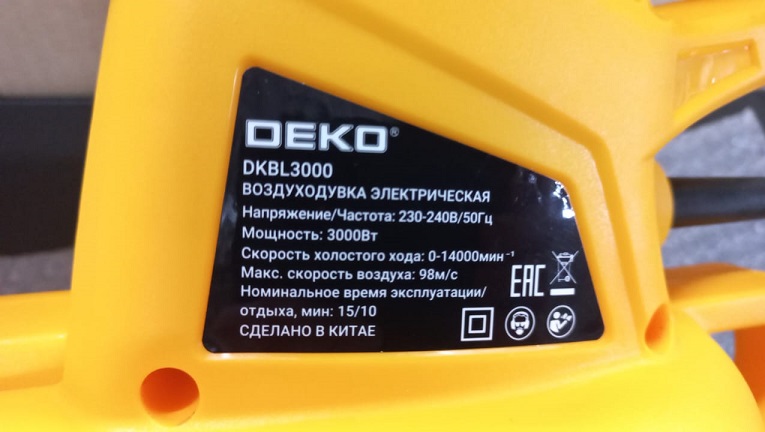 DEKO®
DKBL3000
ВОЗДУХОДУВКА ЭЛЕКТРИЧЕСКАЯ
Напряжение/Частота: 230-240В/50Гц
Мощность: 3000Вт
Скорость холостого хода: 0-14000мин⁻¹
Макс. скорость воздуха: 98м/с
Номинальное время эксплуатации/
отдыха, мин: 15/10
СДЕЛАНО В КИТАЕ
EAC